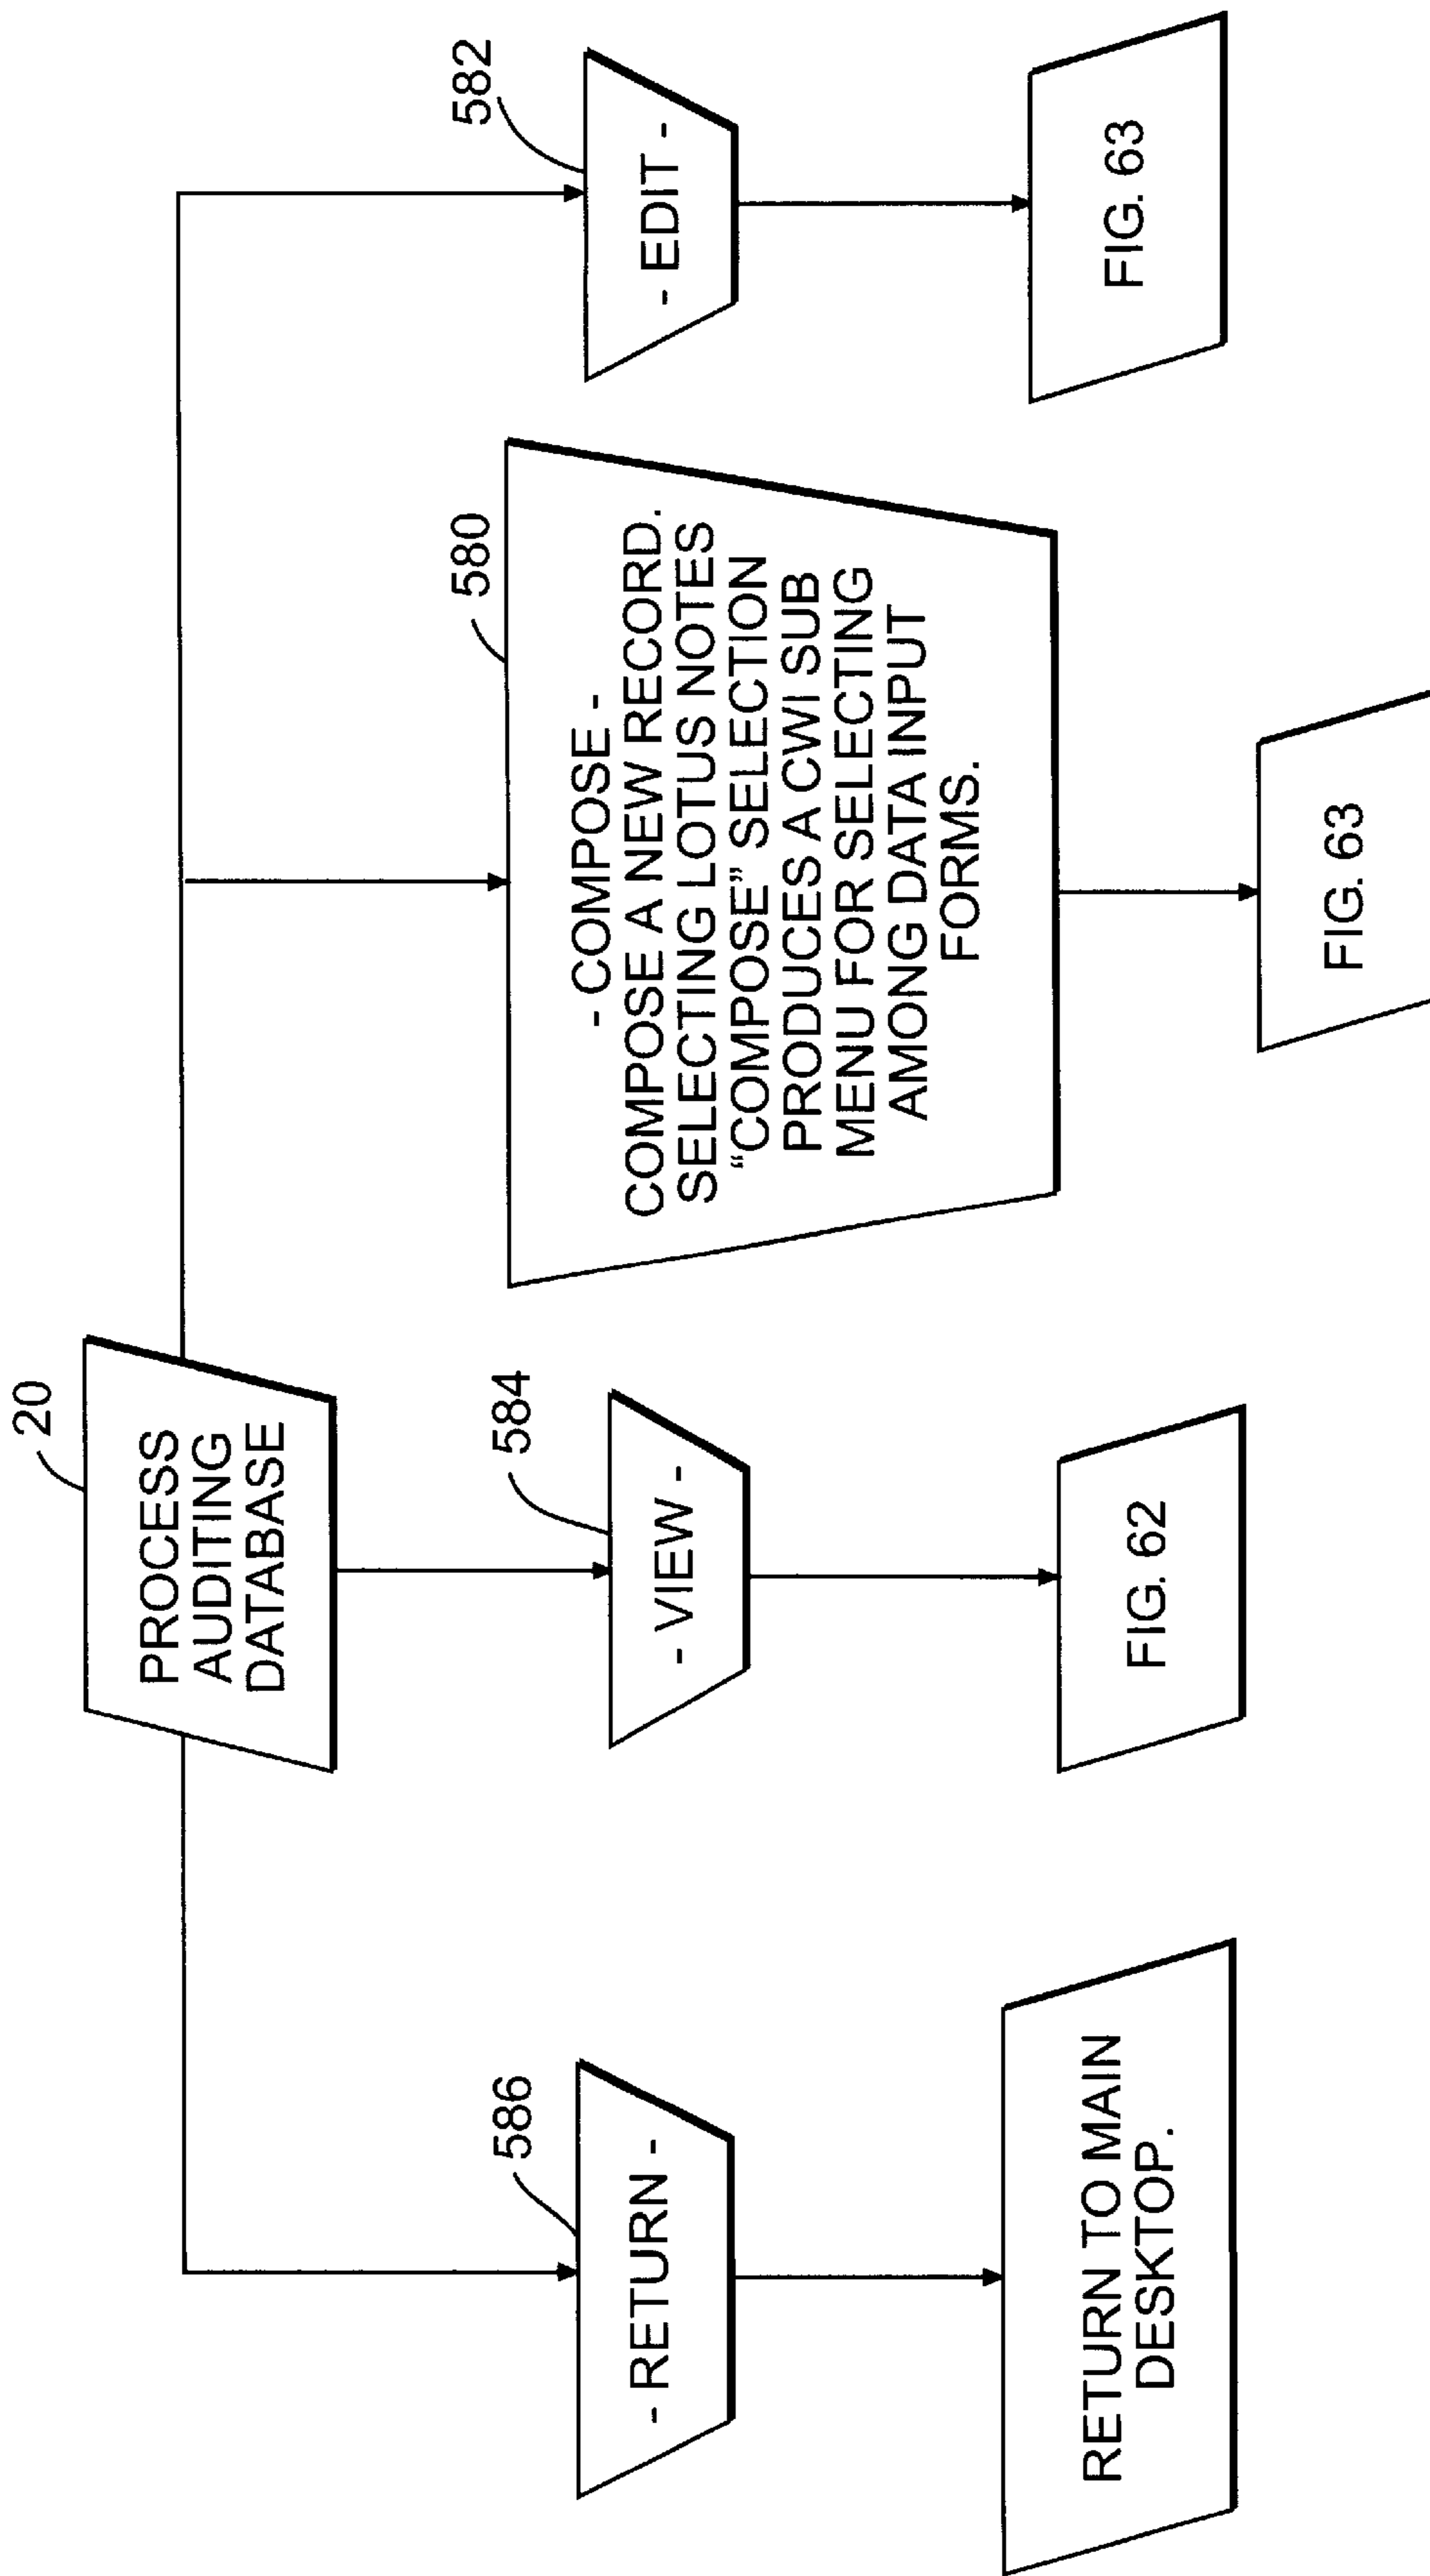 20
PROCESS
AUDITING
DATABASE
586
- RETURN -
RETURN TO MAIN
DESKTOP.
584
- VIEW -
FIG. 62
580
- COMPOSE -
COMPOSE A NEW RECORD.
SELECTING LOTUS NOTES
“COMPOSE” SELECTION
PRODUCES A CWI SUB
MENU FOR SELECTING
AMONG DATA INPUT
FORMS.
FIG. 63
582
- EDIT -
FIG. 63